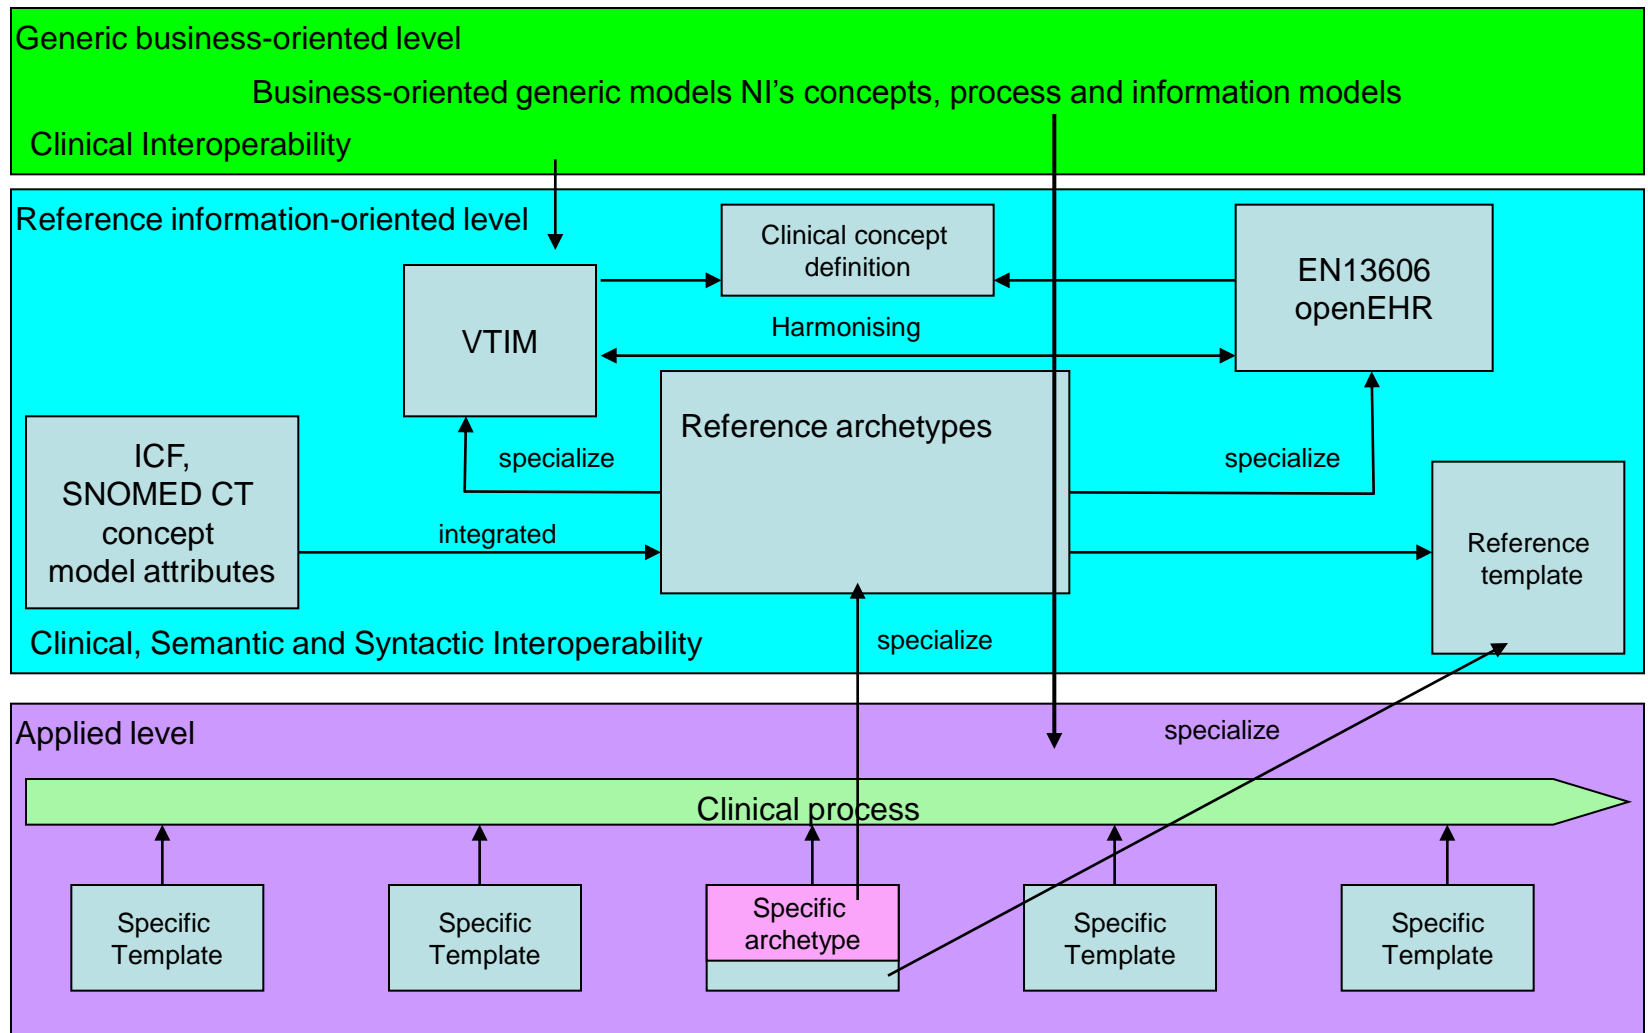 Generic business-oriented level
Business-oriented generic models NI's concepts, process and information models
Clinical Interoperability
Reference information-oriented level
Clinical concept
definition
EN13606
openEHR
VTIM
Harmonising
Reference archetypes
ICF,
SNOMED CT
concept
model attributes
specialize
specialize
integrated
Reference
template
Clinical, Semantic and Syntactic Interoperability
specialize
Applied level
specialize
Clinical process
Specific
Template
Specific
Template
Specific
archetype
Specific
Template
Specific
Template